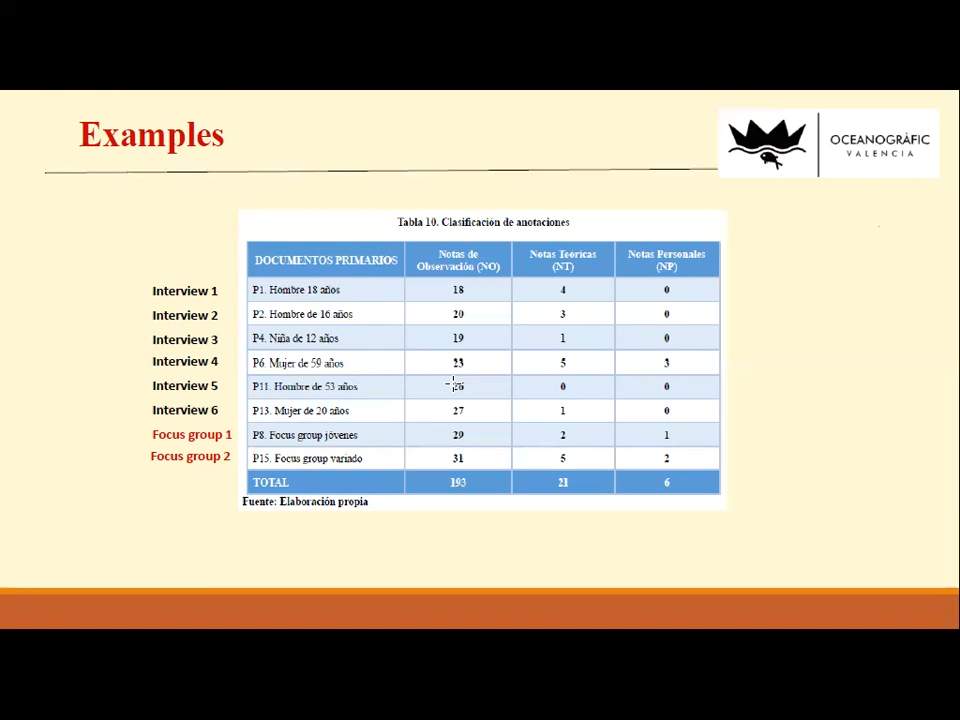 Examples
OCEANOGRÀFIC
VALENCIA
Tabla 10. Clasificación de anotaciones
DOCUMENTOS PRIMARIOS Notas de Observación (NO) Notas Teóricas (NT) Notas Personales (NP)
Interview 1 P1. Hombre 18 años 18 4 0
Interview 2 P2. Hombre de 16 años 20 3 0
Interview 3 P4. Niña de 12 años 19 1 0
Interview 4 P6. Mujer de 59 años 23 5 3
Interview 5 P11. Hombre de 53 años 26 0 0
Interview 6 P13. Mujer de 20 años 27 1 0
Focus group 1 P8. Focus group jóvenes 29 2 1
Focus group 2 P15. Focus group variado 31 5 2
TOTAL 193 21 6
Fuente: Elaboración propia